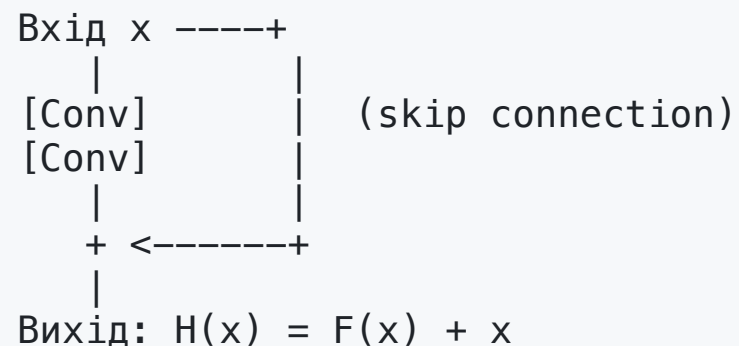 Вхід x ----+
   |        |
[Conv]      |  (skip connection)
[Conv]      |
   |        |
   + <------+
   |
Вихід: H(x) = F(x) + x